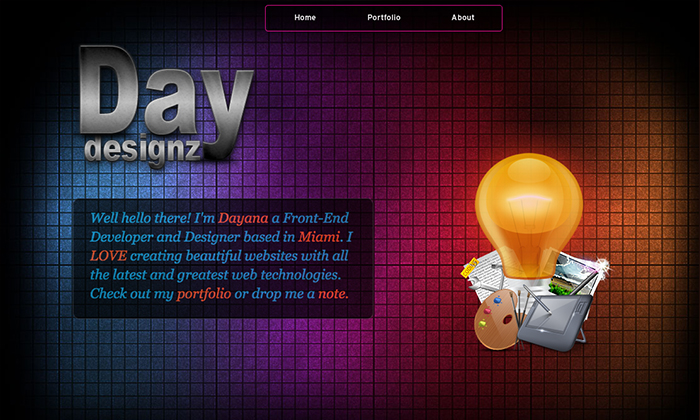 Home Portfolio About
Day
designz
Well hello there! I'm Dayana a Front-End
Developer and Designer based in Miami. I
LOVE creating beautiful websites with all
the latest and greatest web technologies.
Check out my portfolio or drop me a note.